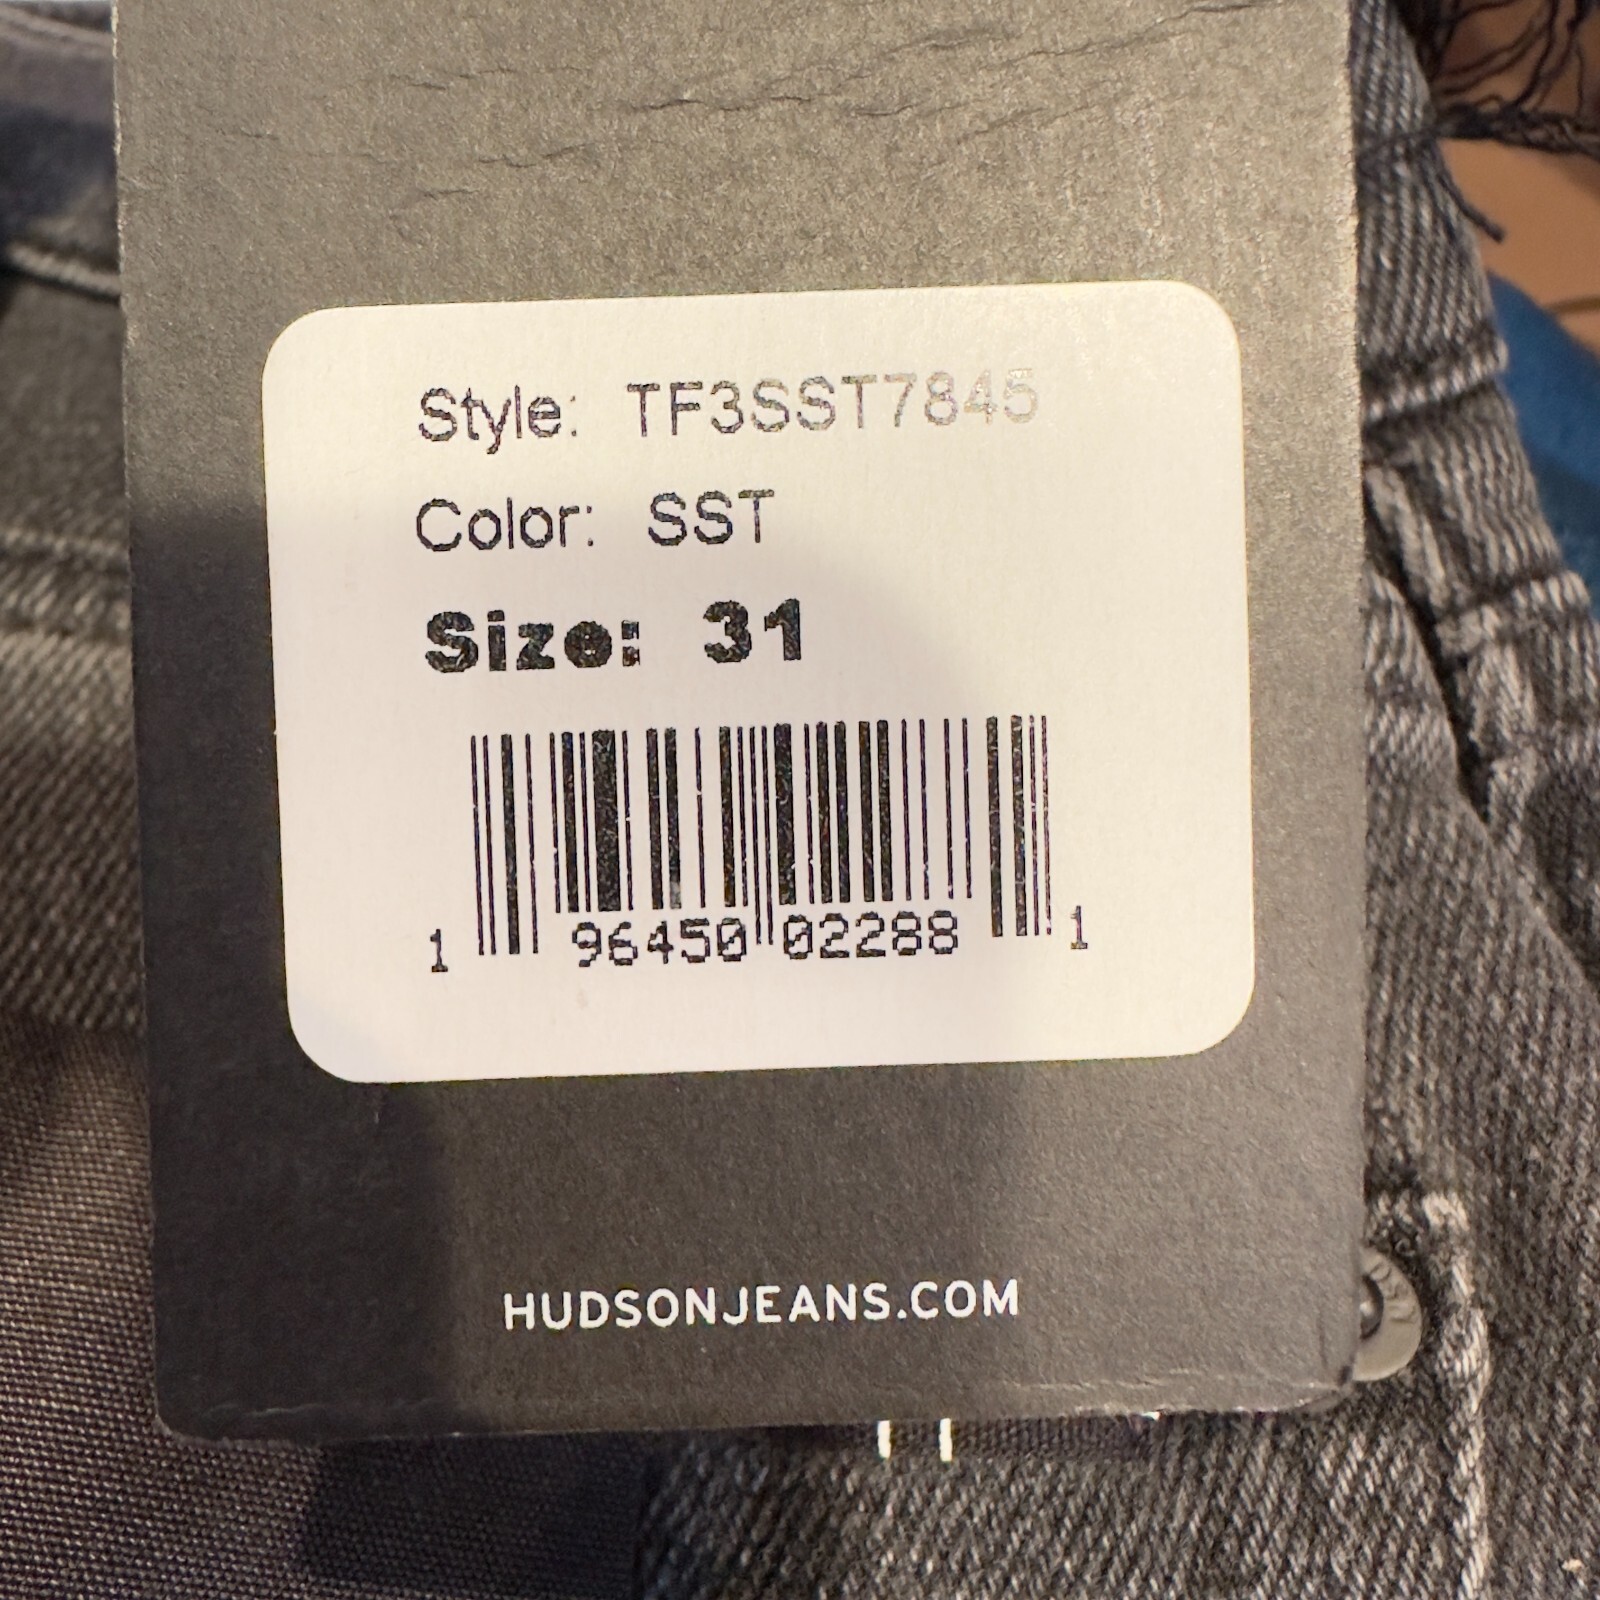 Style: TF3SST7845
Color: SST
Size: 31
1 96450 02288 1
HUDSONJEANS.COM